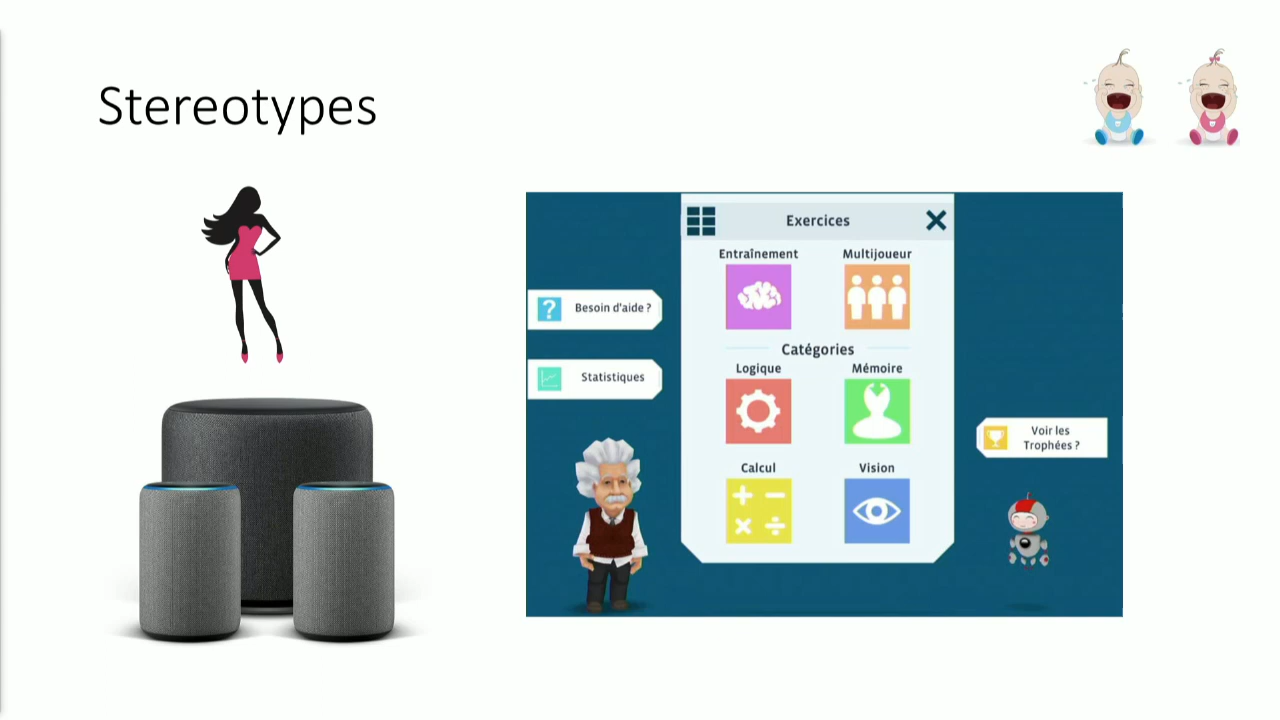 Stereotypes
Exercices
Entraînement
Multijoueur
Besoin d'aide ?
Catégories
Logique
Mémoire
Statistiques
Voir les
Trophées ?
Calcul
Vision